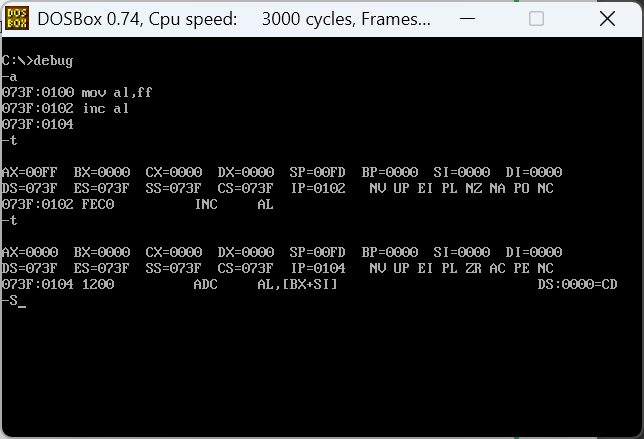 DOS BOX
DOSBox 0.74, Cpu speed:    3000 cycles, Frames...
C:\>debug
-a
073F:0100 mov al,ff
073F:0102 inc al
073F:0104
-t
AX=00FF  BX=0000  CX=0000  DX=0000  SP=00FD  BP=0000  SI=0000  DI=0000
DS=073F  ES=073F  SS=073F  CS=073F  IP=0102   NV UP EI PL NZ NA PO NC
073F:0102 FEC0          INC     AL
-t
AX=0000  BX=0000  CX=0000  DX=0000  SP=00FD  BP=0000  SI=0000  DI=0000
DS=073F  ES=073F  SS=073F  CS=073F  IP=0104   NV UP EI PL ZR AC PE NC
073F:0104 1200          ADC     AL,[BX+SI]                         DS:0000=CD
-S_